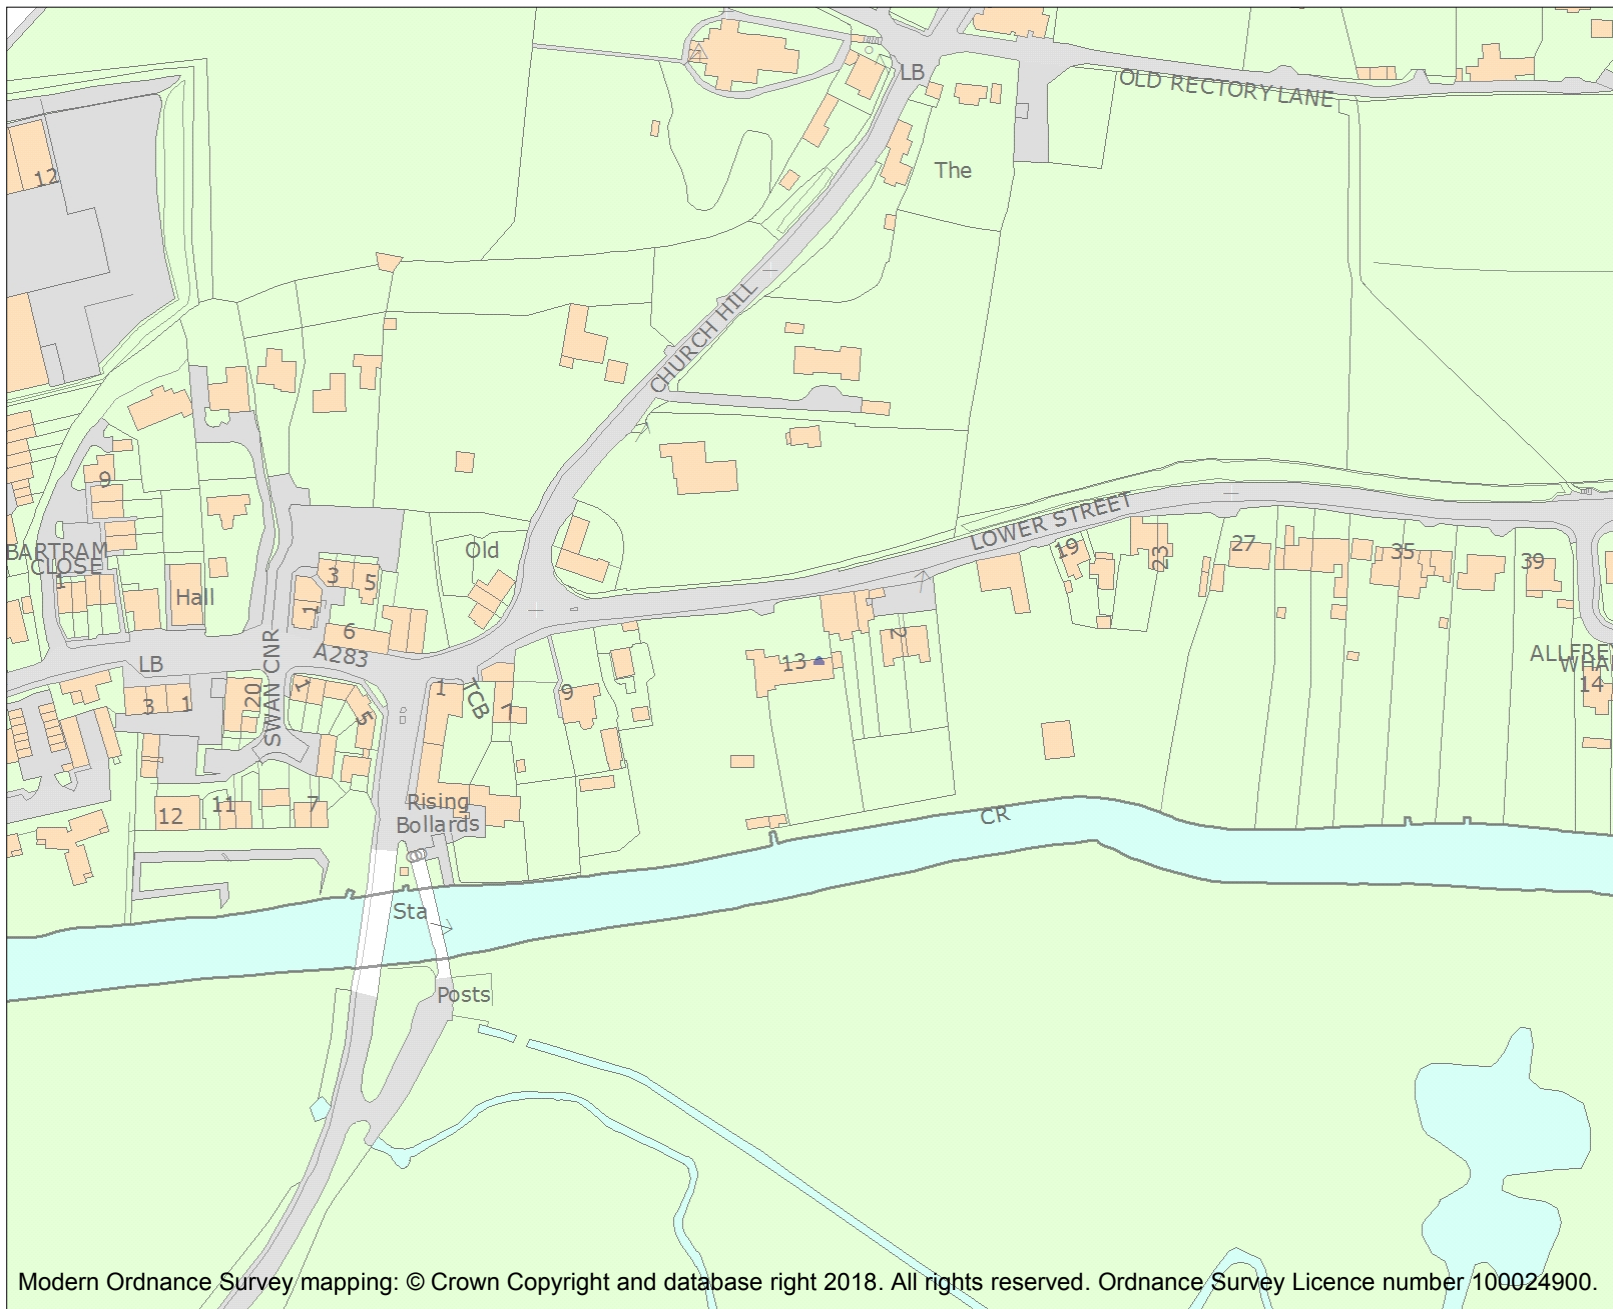 LB
OLD RECTORY LANE
12
The
CHURCH HILL
LOWER STREET
9
BARTRAM
CLOSE
1
Hall
3
5
1
6
Old
19
23
27
35
39
2
13
LB
A283
SWAN CNR
20
3
1
1
5
1
TCB
7
9
ALLFREY
WHA
14
12
11
7
Rising
Bollards
CR
Sta
Posts
Modern Ordnance Survey mapping: © Crown Copyright and database right 2018. All rights reserved. Ordnance Survey Licence number 100024900.